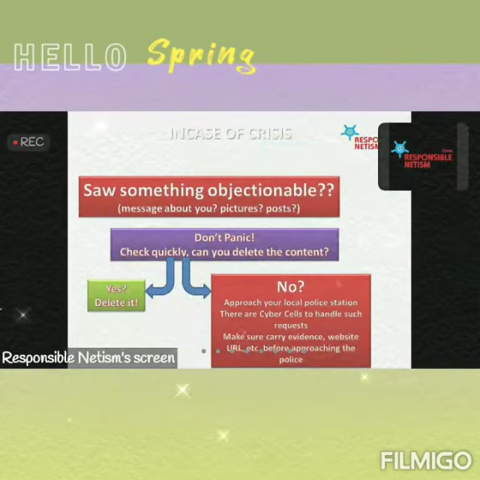 HELLO Spring
REC
INCASE OF CRISIS
RESPO
NETISM
RESPONSIBLE
NETISM
Saw something objectionable??
(message about you? pictures? posts?)
Don't Panic!
Check quickly, can you delete the content?
Yes?
Delete it!
No?
Approach your local police station
There are Cyber Cells to handle such
requests
Make sure carry evidence, website
URL, etc, before approaching the
police
Responsible Netism's screen
FILMIGO